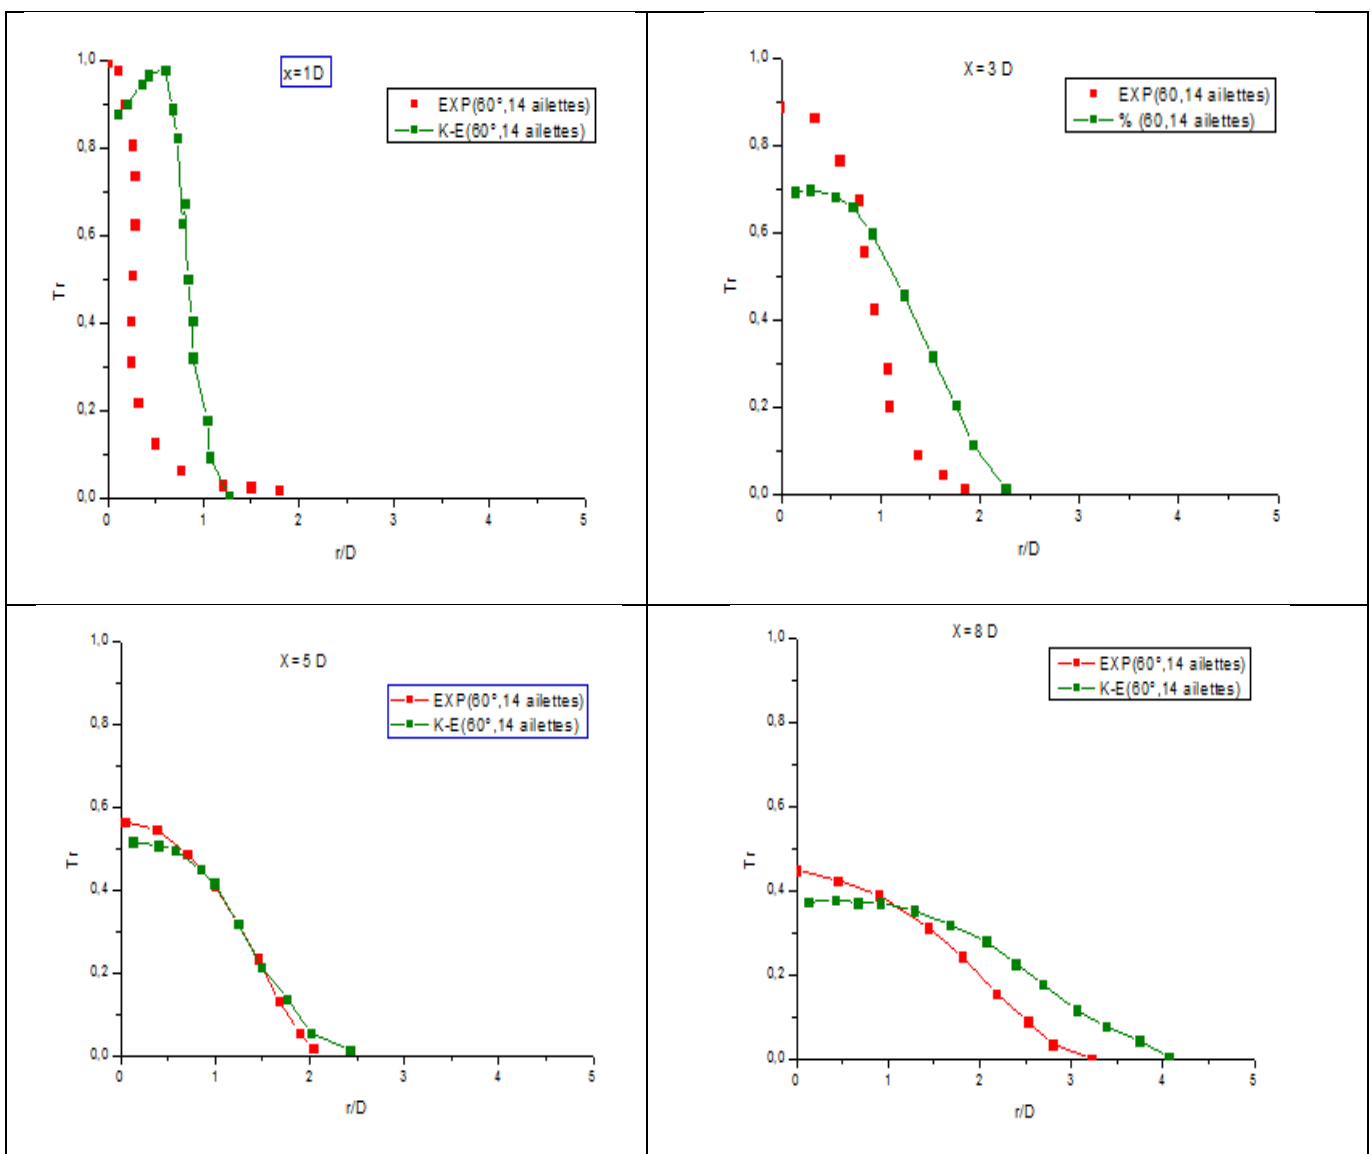 x=1D
EXP(60°,14 ailettes)
K-E(60°,14 ailettes)
1,0
0,8
0,6
0,4
0,2
0,0
Tr
0 1 2 3 4 5
r/D
X=3 D
EXP(60,14 ailettes)
% (60,14 ailettes)
1,0
0,8
0,6
0,4
0,2
0,0
Tr
0 1 2 3 4 5
r/D
X=5 D
EXP(60°,14 ailettes)
K-E(60°,14 ailettes)
1,0
0,8
0,6
0,4
0,2
0,0
Tr
0 1 2 3 4 5
r/D
X=8 D
EXP(60°,14 ailettes)
K-E(60°,14 ailettes)
1,0
0,8
0,6
0,4
0,2
0,0
Tr
0 1 2 3 4 5
r/D